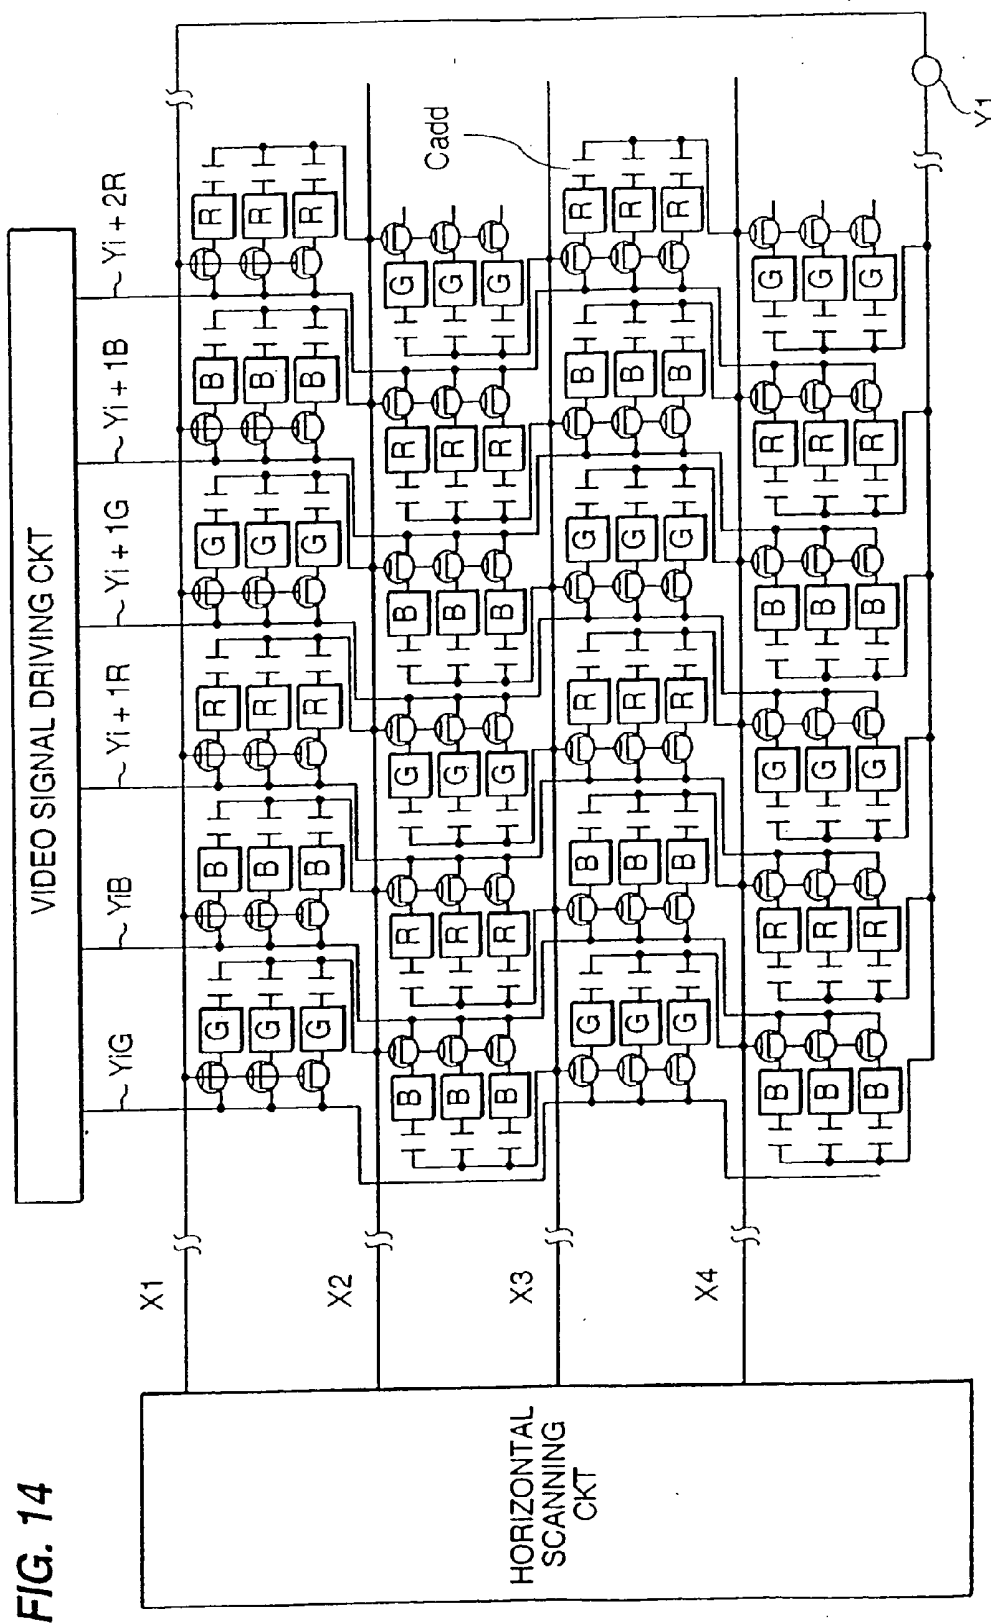 FIG. 14
VIDEO SIGNAL DRIVING CKT
YiG YiB Yi + 1R Yi + 1G Yi + 1B Yi + 2R
X1
G B R G B R
G B R G B R
G B R G B R
X2
Cadd
B R G B R G
B R G B R G
B R G B R G
HORIZONTAL
SCANNING
CKT
X3
G B R G B R
G B R G B R
G B R G B R
X4
B R G B R G
B R G B R G
B R G B R G
Y1